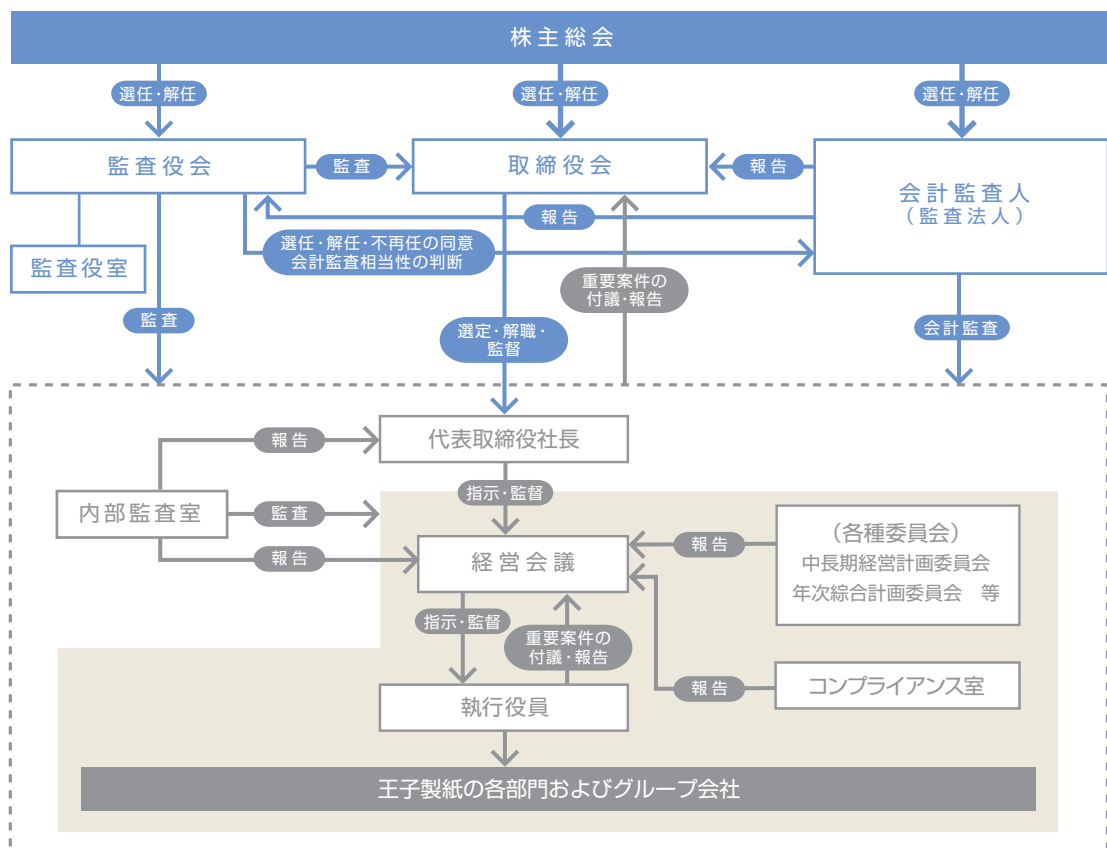 株主総会
選任・解任
選任・解任
選任・解任
監査役会
監査
取締役会
報告
会計監査人
（監査法人）
報告
監査役室
選任・解任・不再任の同意
会計監査相当性の判断
重要案件の
付議・報告
監査
選定・解職・
監督
会計監査
代表取締役社長
報告
指示・監督
内部監査室
監査
報告
経営会議
報告
（各種委員会）
中長期経営計画委員会
年次綜合計画委員会　等
指示・監督
重要案件の
付議・報告
報告
コンプライアンス室
執行役員
王子製紙の各部門およびグループ会社